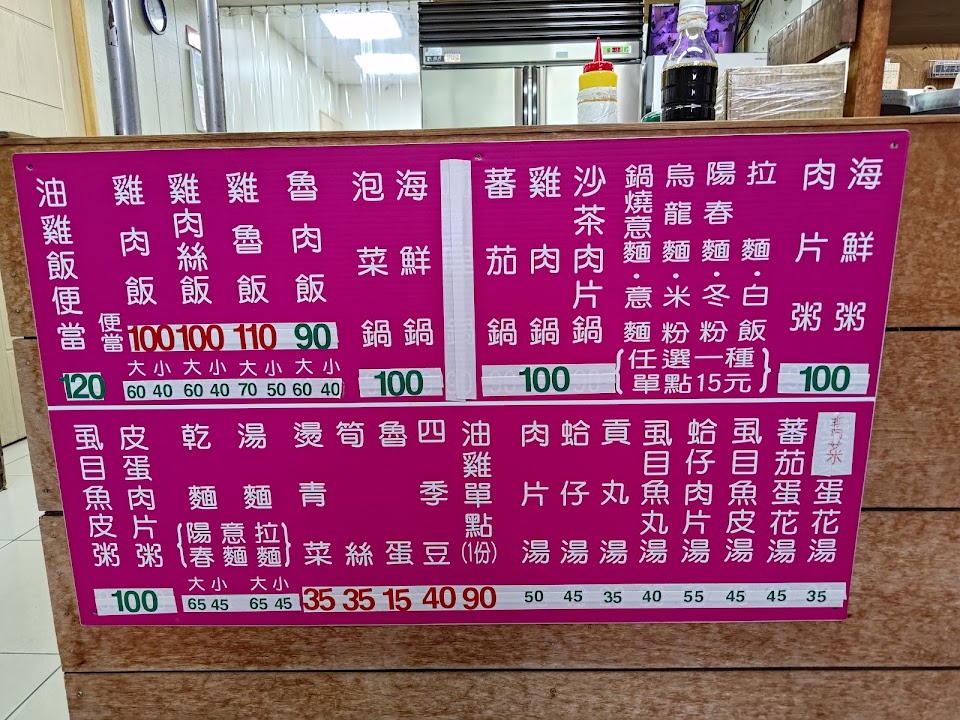 油雞飯便當
120
雞肉飯
雞肉絲飯
雞魯飯
魯肉飯
便當
100 100 110 90
大 小 大 小 大 小 大 小
60 40 60 40 70 50 60 40
泡菜鍋
海鮮鍋
100
蕃茄鍋
雞肉鍋
沙茶肉片鍋
100
鍋燒意麵・意麵
烏龍麵・米粉
陽春麵・冬粉
拉麵・白飯
{任選一種
單點15元}
肉片粥
海鮮粥
100
虱目魚皮粥
皮蛋肉片粥
100
乾麵
湯麵
{陽春
意麵
拉麵}
大 小 大 小
65 45 65 45
燙青菜
筍絲
魯蛋
四季豆
油雞單點(1份)
35 35 15 40 90
肉片湯
蛤仔湯
貢丸湯
虱目魚丸湯
蛤仔肉片湯
虱目魚皮湯
蕃茄蛋花湯
蛋花湯
50 45 35 40 55 45 45 35